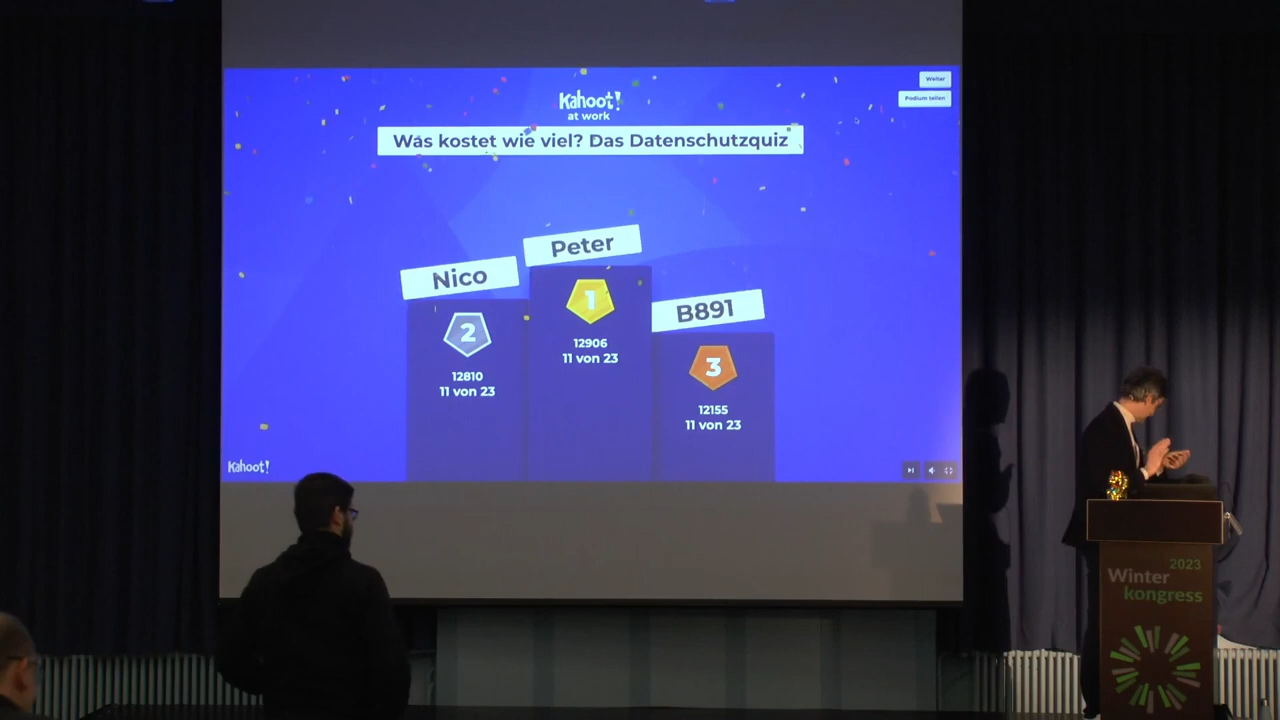 Weiter
Podium teilen
Kahoot!
at work
Was kostet wie viel? Das Datenschutzquiz
Peter
Nico
B891
1
12906
11 von 23
2
12810
11 von 23
3
12155
11 von 23
Kahoot!
2023
Winter
kongress